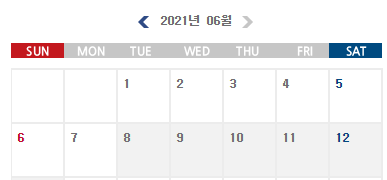 2021년 06월
SUN MON TUE WED THU FRI SAT
1 2 3 4 5
6 7 8 9 10 11 12